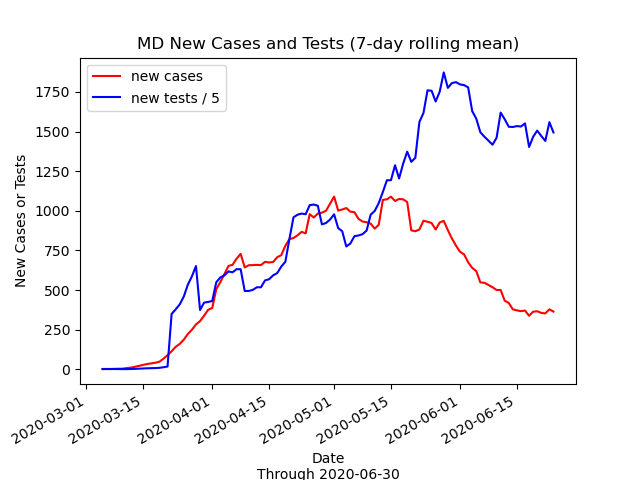 MD New Cases and Tests (7-day rolling mean)
new cases
new tests / 5
1750
1500
1250
1000
750
500
250
0
New Cases or Tests
2020-03-01
2020-03-15
2020-04-01
2020-04-15
2020-05-01
2020-05-15
2020-06-01
2020-06-15
Date
Through 2020-06-30